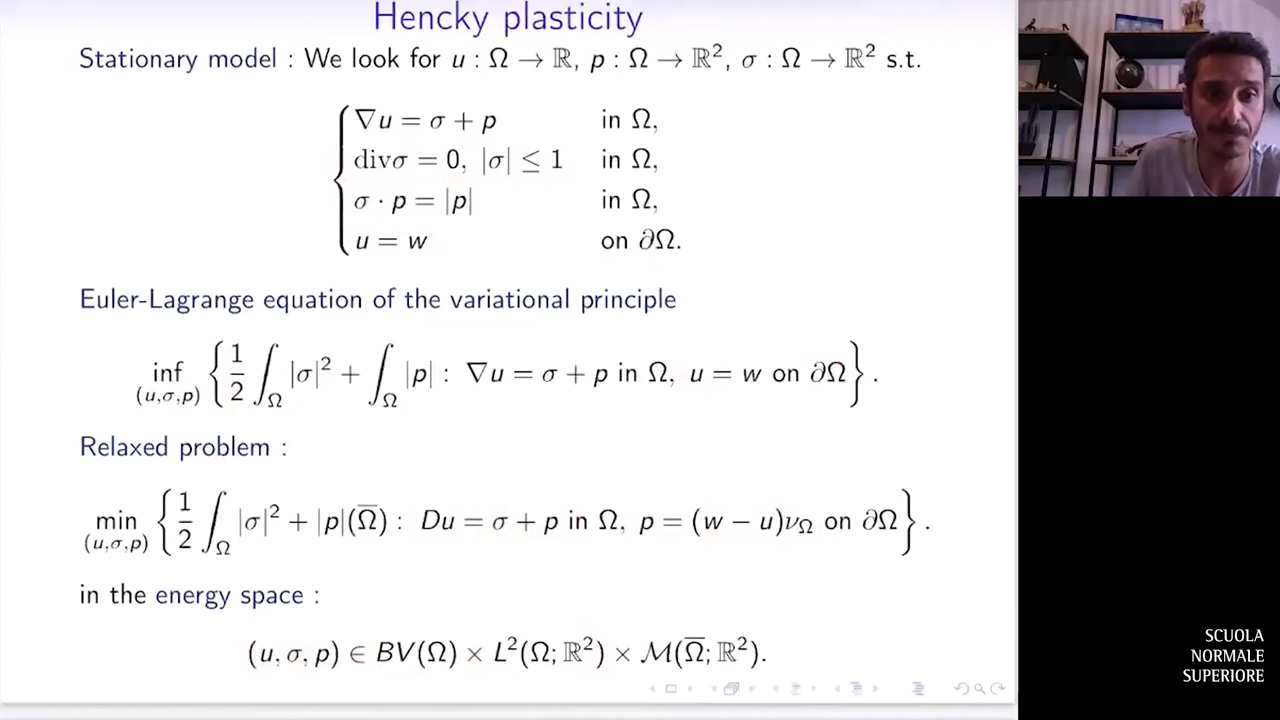 Hencky plasticity
Stationary model : We look for u : Ω → ℝ, p : Ω → ℝ², σ : Ω → ℝ² s.t.
∇u = σ + p in Ω,
divσ = 0, |σ| ≤ 1 in Ω,
σ · p = |p| in Ω,
u = w on ∂Ω.
Euler-Lagrange equation of the variational principle
inf_(u,σ,p) { 1/2 ∫_Ω |σ|² + ∫_Ω |p| : ∇u = σ + p in Ω, u = w on ∂Ω } .
Relaxed problem :
min_(u,σ,p) { 1/2 ∫_Ω |σ|² + |p|(Ω̅) : Du = σ + p in Ω, p = (w − u)ν_Ω on ∂Ω } .
in the energy space :
(u, σ, p) ∈ BV(Ω) × L²(Ω; ℝ²) × ℳ(Ω̅; ℝ²).
SCUOLA
NORMALE
SUPERIORE